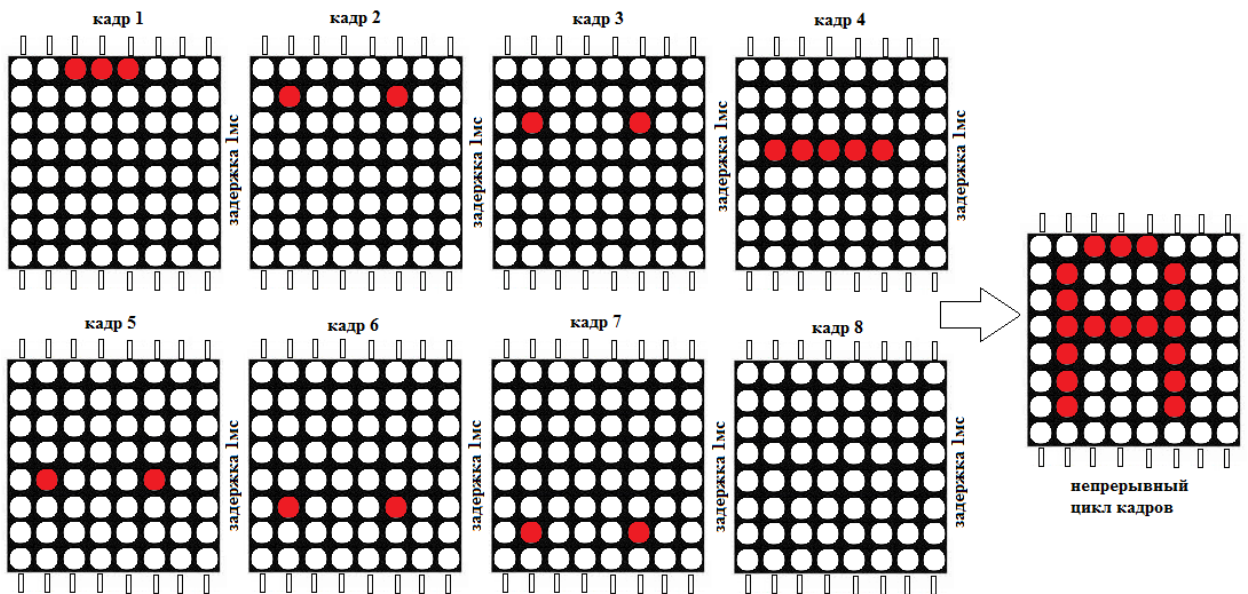 кадр 1
кадр 2
кадр 3
кадр 4
задержка 1мс
задержка 1мс
задержка 1мс
задержка 1мс
кадр 5
кадр 6
кадр 7
кадр 8
задержка 1мс
задержка 1мс
задержка 1мс
задержка 1мс
непрерывный
цикл кадров